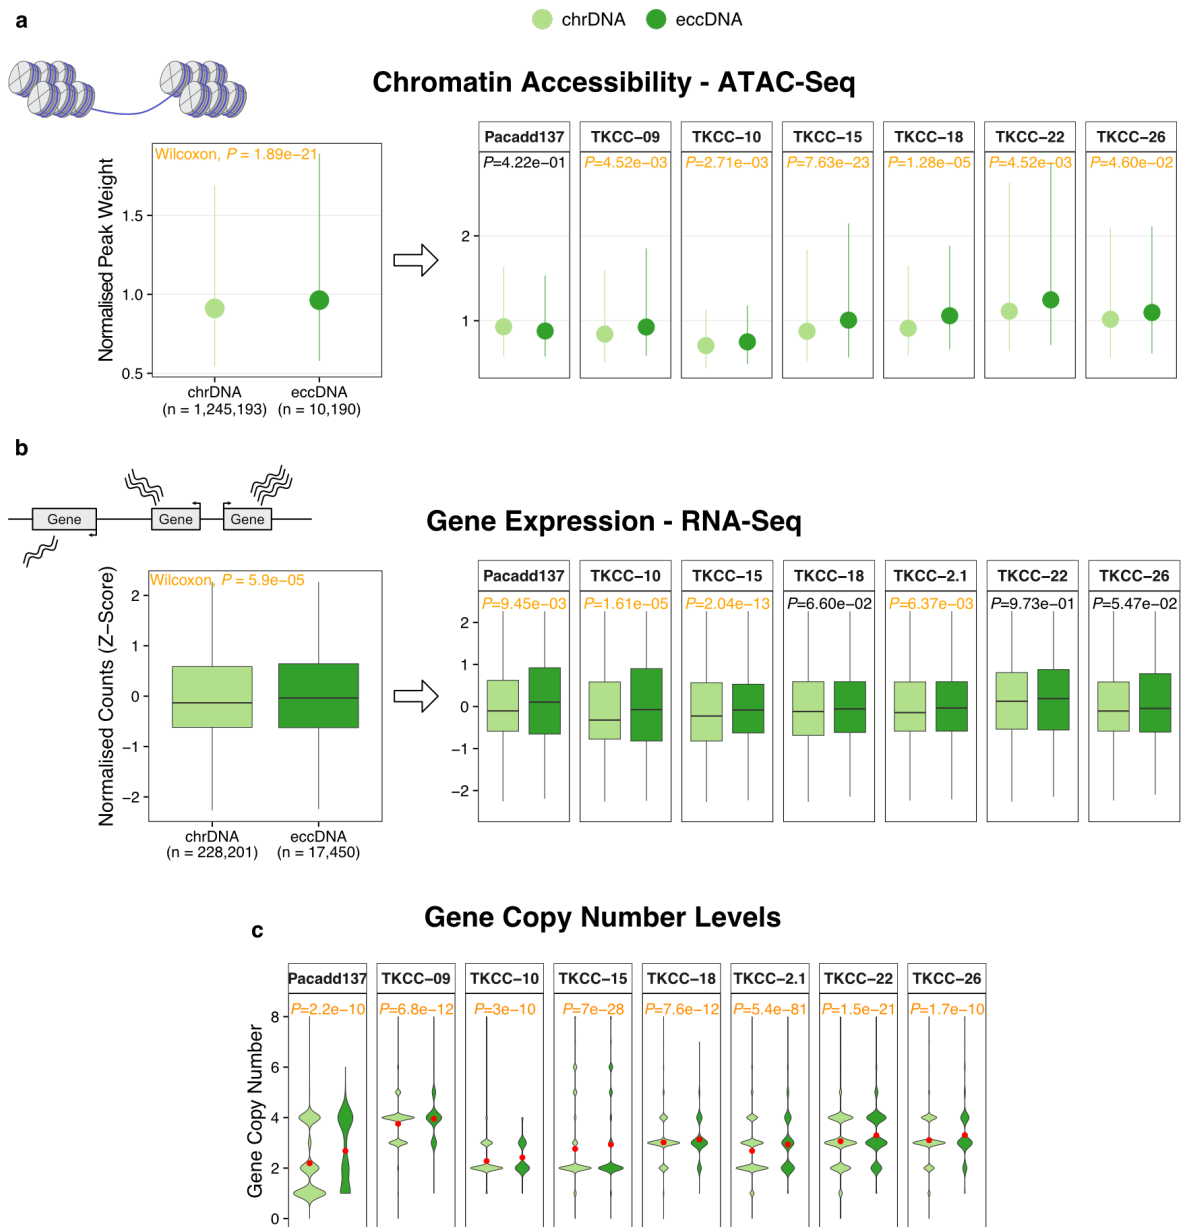 a
chrDNA eccDNA
Chromatin Accessibility - ATAC-Seq
Normalised Peak Weight
Wilcoxon, P = 1.89e−21
1.5
1.0
0.5
chrDNA
(n = 1,245,193)
eccDNA
(n = 10,190)
Pacadd137 TKCC−09 TKCC−10 TKCC−15 TKCC−18 TKCC−22 TKCC−26
P=4.22e−01 P=4.52e−03 P=2.71e−03 P=7.63e−23 P=1.28e−05 P=4.52e−03 P=4.60e−02
2
1
b
Gene Gene Gene
Gene Expression - RNA-Seq
Normalised Counts (Z−Score)
Wilcoxon, P = 5.9e−05
2
1
0
−1
−2
chrDNA
(n = 228,201)
eccDNA
(n = 17,450)
Pacadd137 TKCC−10 TKCC−15 TKCC−18 TKCC−2.1 TKCC−22 TKCC−26
P=9.45e−03 P=1.61e−05 P=2.04e−13 P=6.60e−02 P=6.37e−03 P=9.73e−01 P=5.47e−02
2
1
0
−1
−2
Gene Copy Number Levels
c
Gene Copy Number
Pacadd137 TKCC−09 TKCC−10 TKCC−15 TKCC−18 TKCC−2.1 TKCC−22 TKCC−26
P=2.2e−10 P=6.8e−12 P=3e−10 P=7e−28 P=7.6e−12 P=5.4e−81 P=1.5e−21 P=1.7e−10
8
6
4
2
0